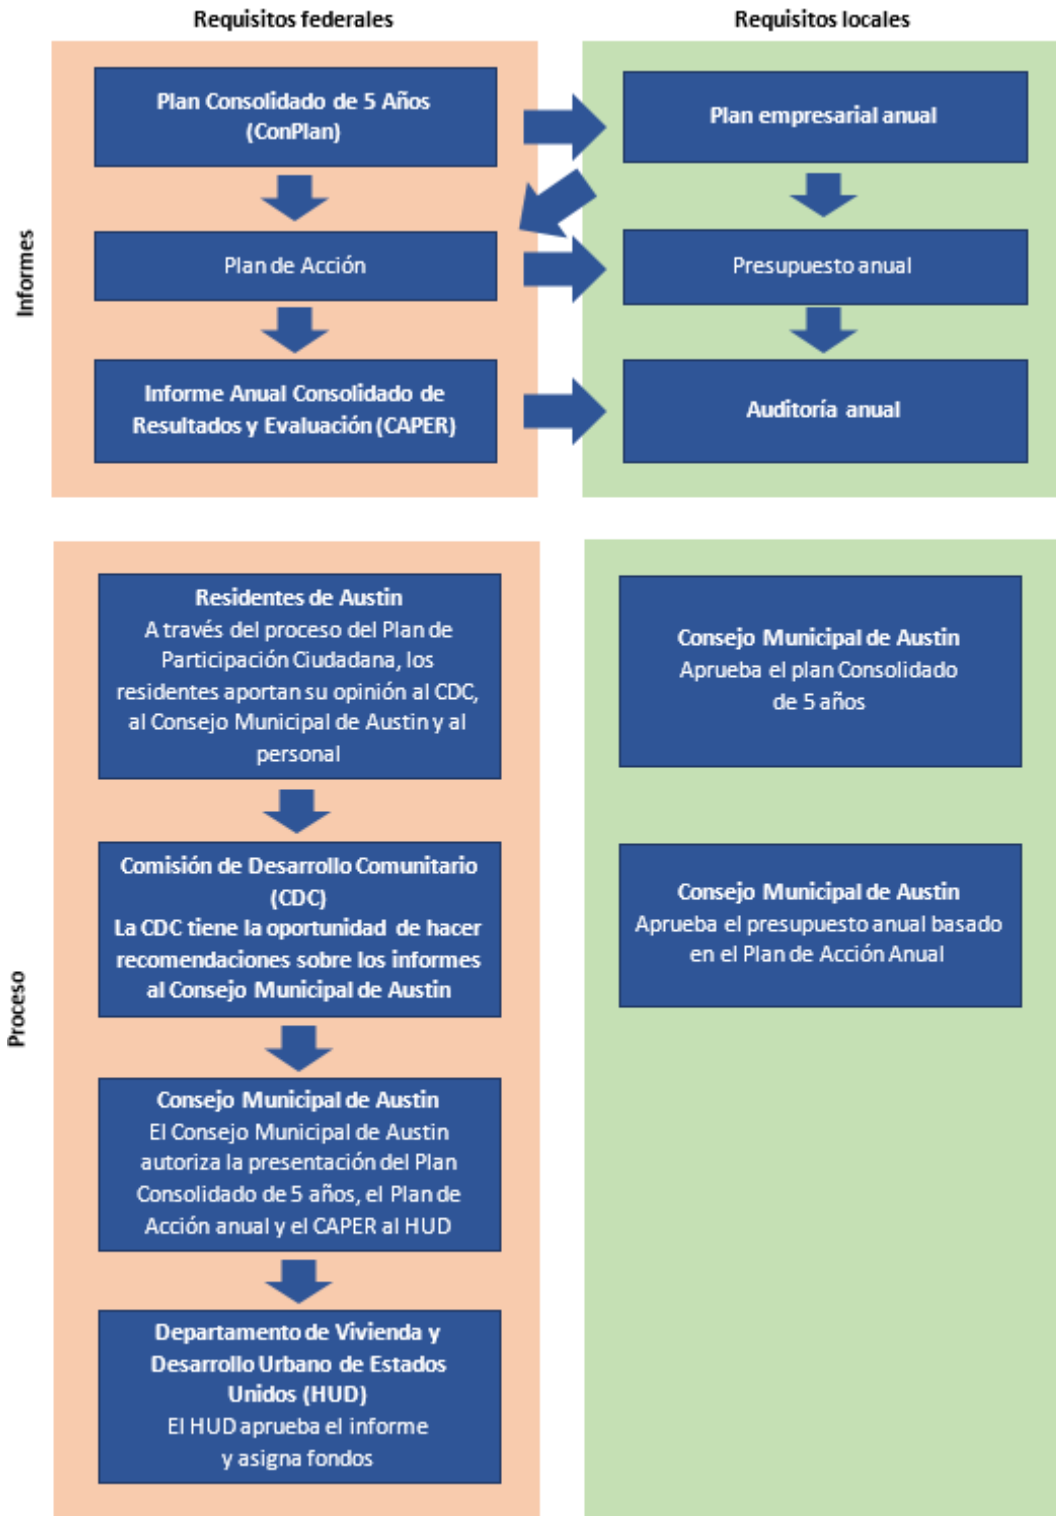 Requisitos federales
Requisitos locales
Informes
Plan Consolidado de 5 Años
(ConPlan)
Plan empresarial anual
Plan de Acción
Presupuesto anual
Informe Anual Consolidado de
Resultados y Evaluación (CAPER)
Auditoría anual
Proceso
Residentes de Austin
A través del proceso del Plan de
Participación Ciudadana, los
residentes aportan su opinión al CDC,
al Consejo Municipal de Austin y al
personal
Comisión de Desarrollo Comunitario
(CDC)
La CDC tiene la oportunidad de hacer
recomendaciones sobre los informes
al Consejo Municipal de Austin
Consejo Municipal de Austin
El Consejo Municipal de Austin
autoriza la presentación del Plan
Consolidado de 5 años, el Plan de
Acción anual y el CAPER al HUD
Departamento de Vivienda y
Desarrollo Urbano de Estados
Unidos (HUD)
El HUD aprueba el informe
y asigna fondos
Consejo Municipal de Austin
Aprueba el plan Consolidado
de 5 años
Consejo Municipal de Austin
Aprueba el presupuesto anual basado
en el Plan de Acción Anual